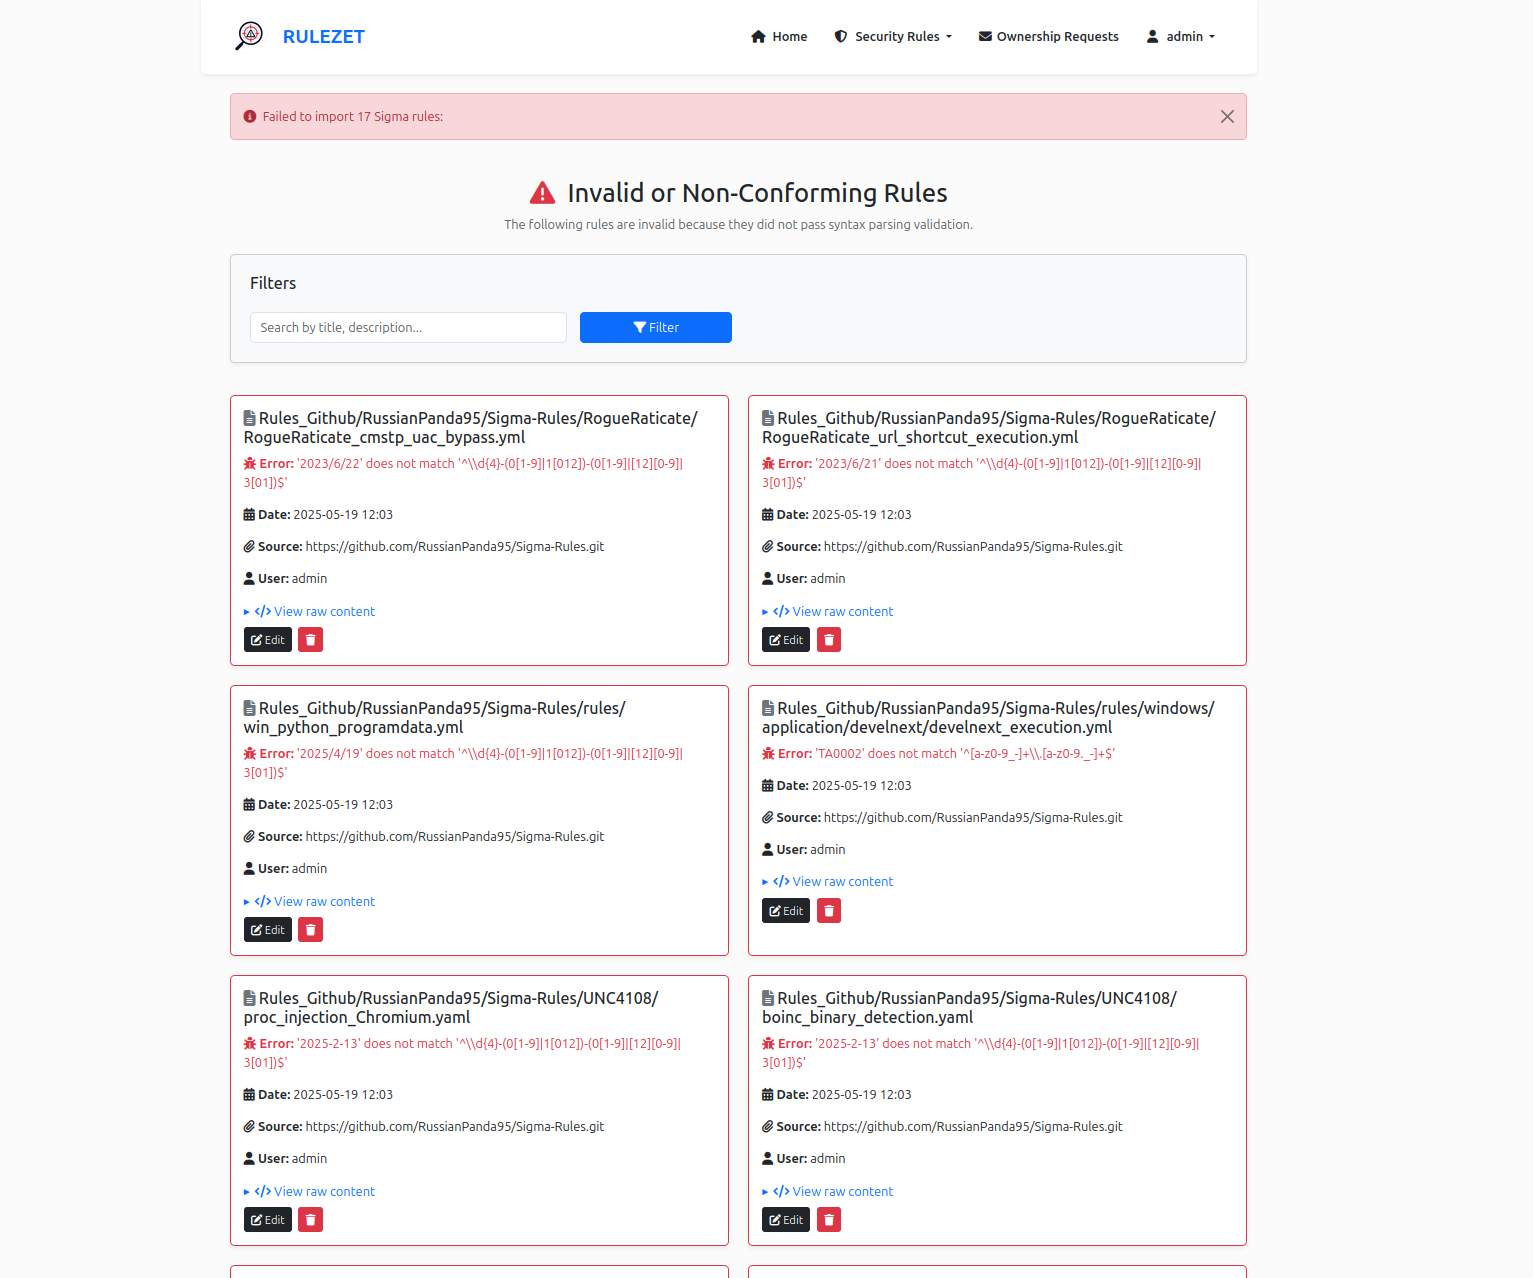 RULEZET
Home
Security Rules
Ownership Requests
admin
Failed to import 17 Sigma rules:
Invalid or Non-Conforming Rules
The following rules are invalid because they did not pass syntax parsing validation.
Filters
Search by title, description...
Filter
Rules_Github/RussianPanda95/Sigma-Rules/RogueRaticate/
RogueRaticate_cmstp_uac_bypass.yml
Error: '2023/6/22' does not match '^\\d{4}-(0[1-9]|1[012])-(0[1-9]|[12][0-9]|
3[01])$'
Date: 2025-05-19 12:03
Source: https://github.com/RussianPanda95/Sigma-Rules.git
User: admin
▸ </> View raw content
Edit
Rules_Github/RussianPanda95/Sigma-Rules/RogueRaticate/
RogueRaticate_url_shortcut_execution.yml
Error: '2023/6/21' does not match '^\\d{4}-(0[1-9]|1[012])-(0[1-9]|[12][0-9]|
3[01])$'
Date: 2025-05-19 12:03
Source: https://github.com/RussianPanda95/Sigma-Rules.git
User: admin
▸ </> View raw content
Edit
Rules_Github/RussianPanda95/Sigma-Rules/rules/
win_python_programdata.yml
Error: '2025/4/19' does not match '^\\d{4}-(0[1-9]|1[012])-(0[1-9]|[12][0-9]|
3[01])$'
Date: 2025-05-19 12:03
Source: https://github.com/RussianPanda95/Sigma-Rules.git
User: admin
▸ </> View raw content
Edit
Rules_Github/RussianPanda95/Sigma-Rules/rules/windows/
application/develnext/develnext_execution.yml
Error: 'TA0002' does not match '^[a-z0-9_-]+\\.[a-z0-9._-]+$'
Date: 2025-05-19 12:03
Source: https://github.com/RussianPanda95/Sigma-Rules.git
User: admin
▸ </> View raw content
Edit
Rules_Github/RussianPanda95/Sigma-Rules/UNC4108/
proc_injection_Chromium.yaml
Error: '2025-2-13' does not match '^\\d{4}-(0[1-9]|1[012])-(0[1-9]|[12][0-9]|
3[01])$'
Date: 2025-05-19 12:03
Source: https://github.com/RussianPanda95/Sigma-Rules.git
User: admin
▸ </> View raw content
Edit
Rules_Github/RussianPanda95/Sigma-Rules/UNC4108/
boinc_binary_detection.yaml
Error: '2025-2-13' does not match '^\\d{4}-(0[1-9]|1[012])-(0[1-9]|[12][0-9]|
3[01])$'
Date: 2025-05-19 12:03
Source: https://github.com/RussianPanda95/Sigma-Rules.git
User: admin
▸ </> View raw content
Edit